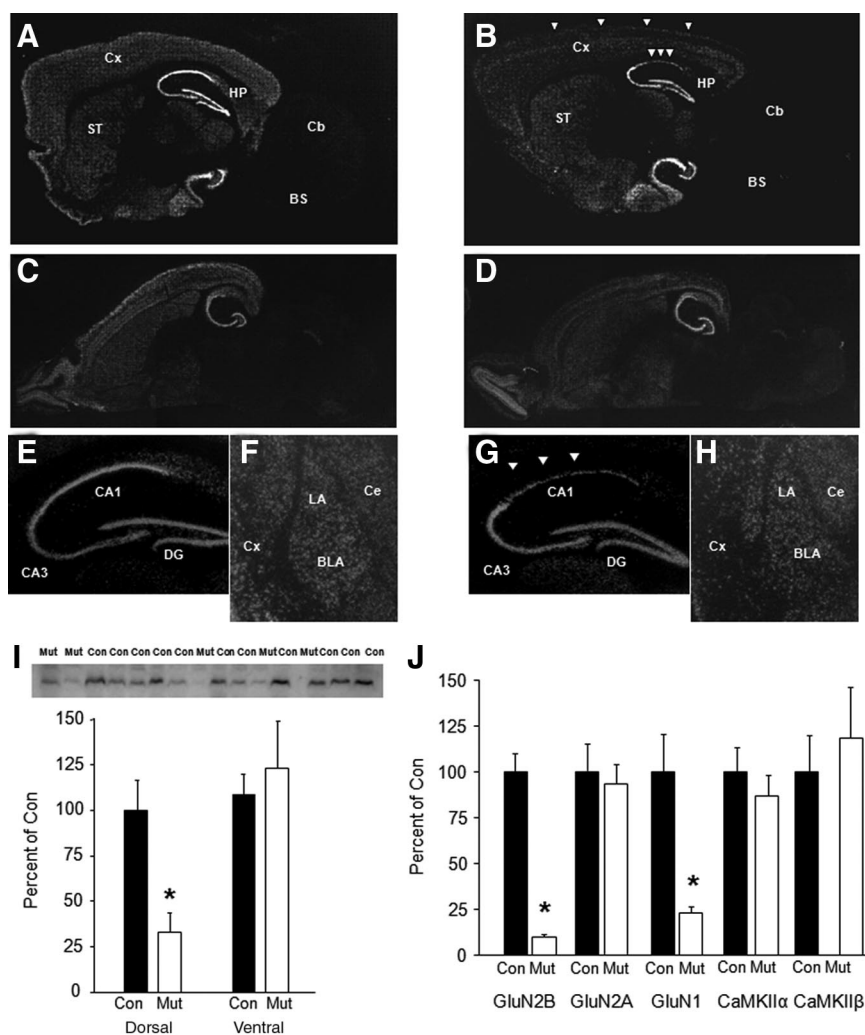 A
Cx
HP
ST
Cb
BS
B
Cx
HP
ST
Cb
BS
C
D
E
CA1
DG
CA3
F
LA
Ce
Cx
BLA
G
CA1
CA3
DG
H
LA
Ce
Cx
BLA
I
Mut Mut Con Con Con Con Con Mut Con Con Mut Con Mut Con Con Con
150
125
100
75
50
25
0
Percent of Con
*
Con Mut Con Mut
Dorsal Ventral
J
150
125
100
75
50
25
0
Percent of Con
*
*
Con Mut Con Mut Con Mut Con Mut Con Mut
GluN2B GluN2A GluN1 CaMKIIα CaMKIIβ